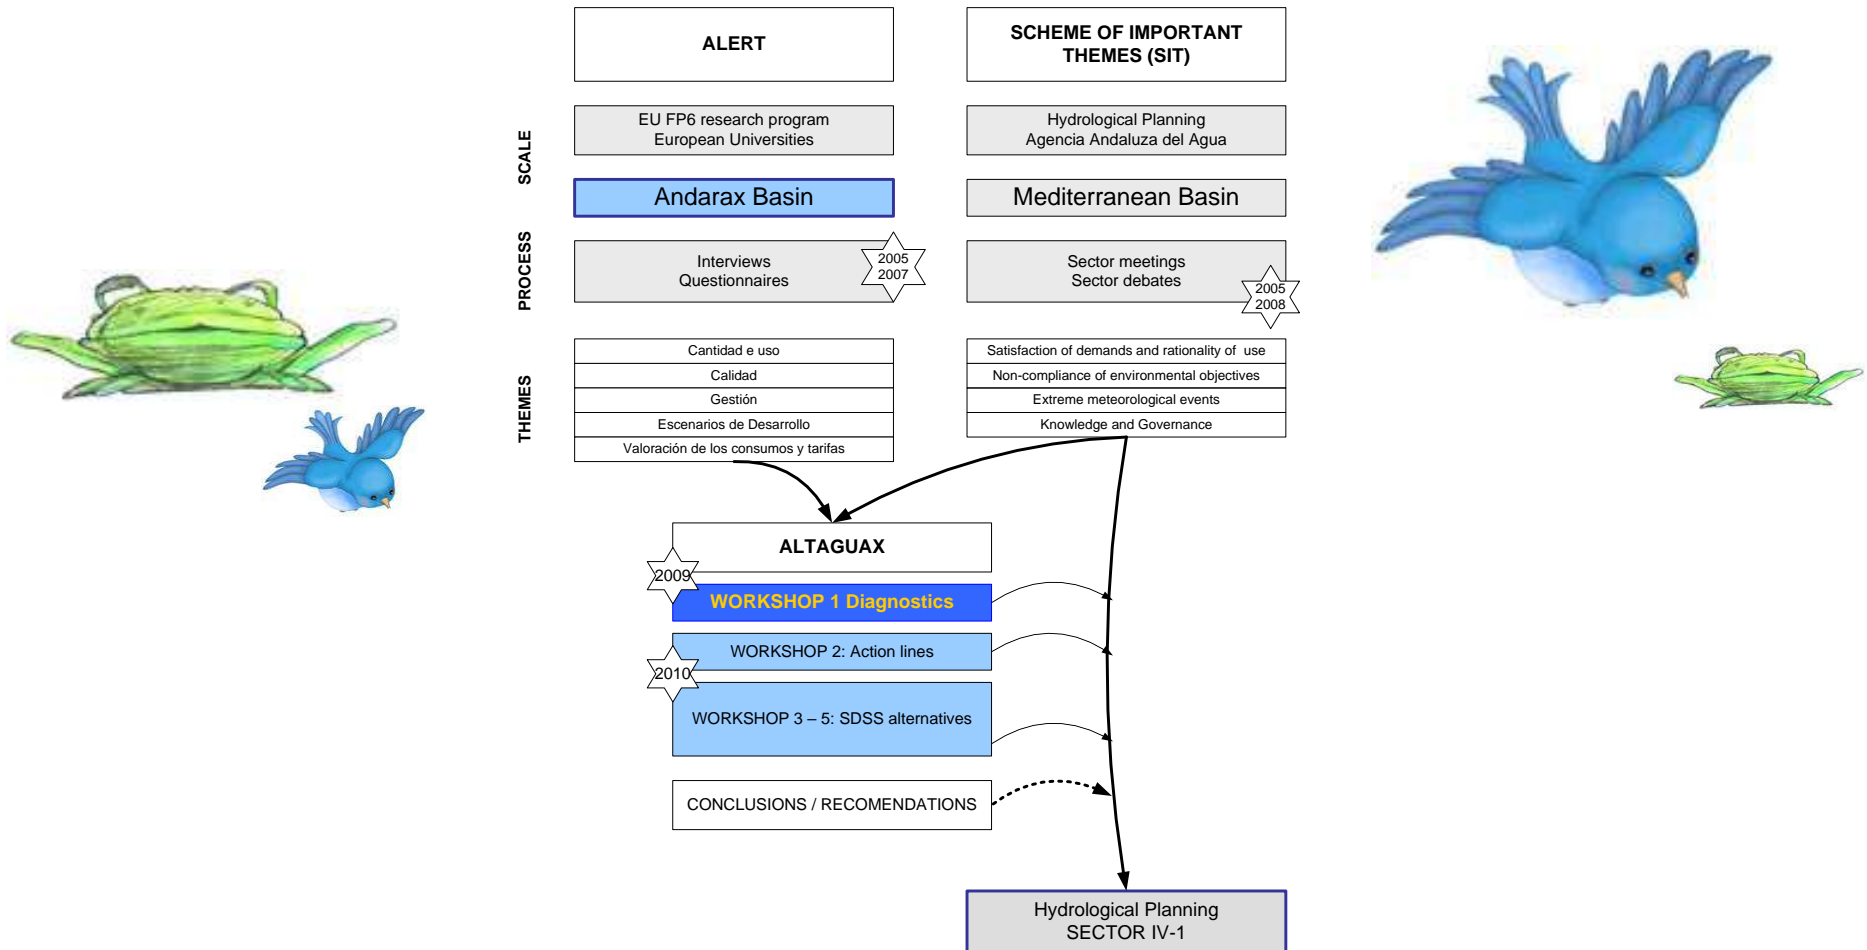 ALERT
SCHEME OF IMPORTANT
THEMES (SIT)
SCALE
EU FP6 research program
European Universities
Hydrological Planning
Agencia Andaluza del Agua
Andarax Basin
Mediterranean Basin
PROCESS
Interviews
Questionnaires
2005
2007
Sector meetings
Sector debates
2005
2008
THEMES
Cantidad e uso
Calidad
Gestión
Escenarios de Desarrollo
Valoración de los consumos y tarifas
Satisfaction of demands and rationality of use
Non-compliance of environmental objectives
Extreme meteorological events
Knowledge and Governance
ALTAGUAX
2009
WORKSHOP 1 Diagnostics
WORKSHOP 2: Action lines
2010
WORKSHOP 3 – 5: SDSS alternatives
CONCLUSIONS / RECOMENDATIONS
Hydrological Planning
SECTOR IV-1